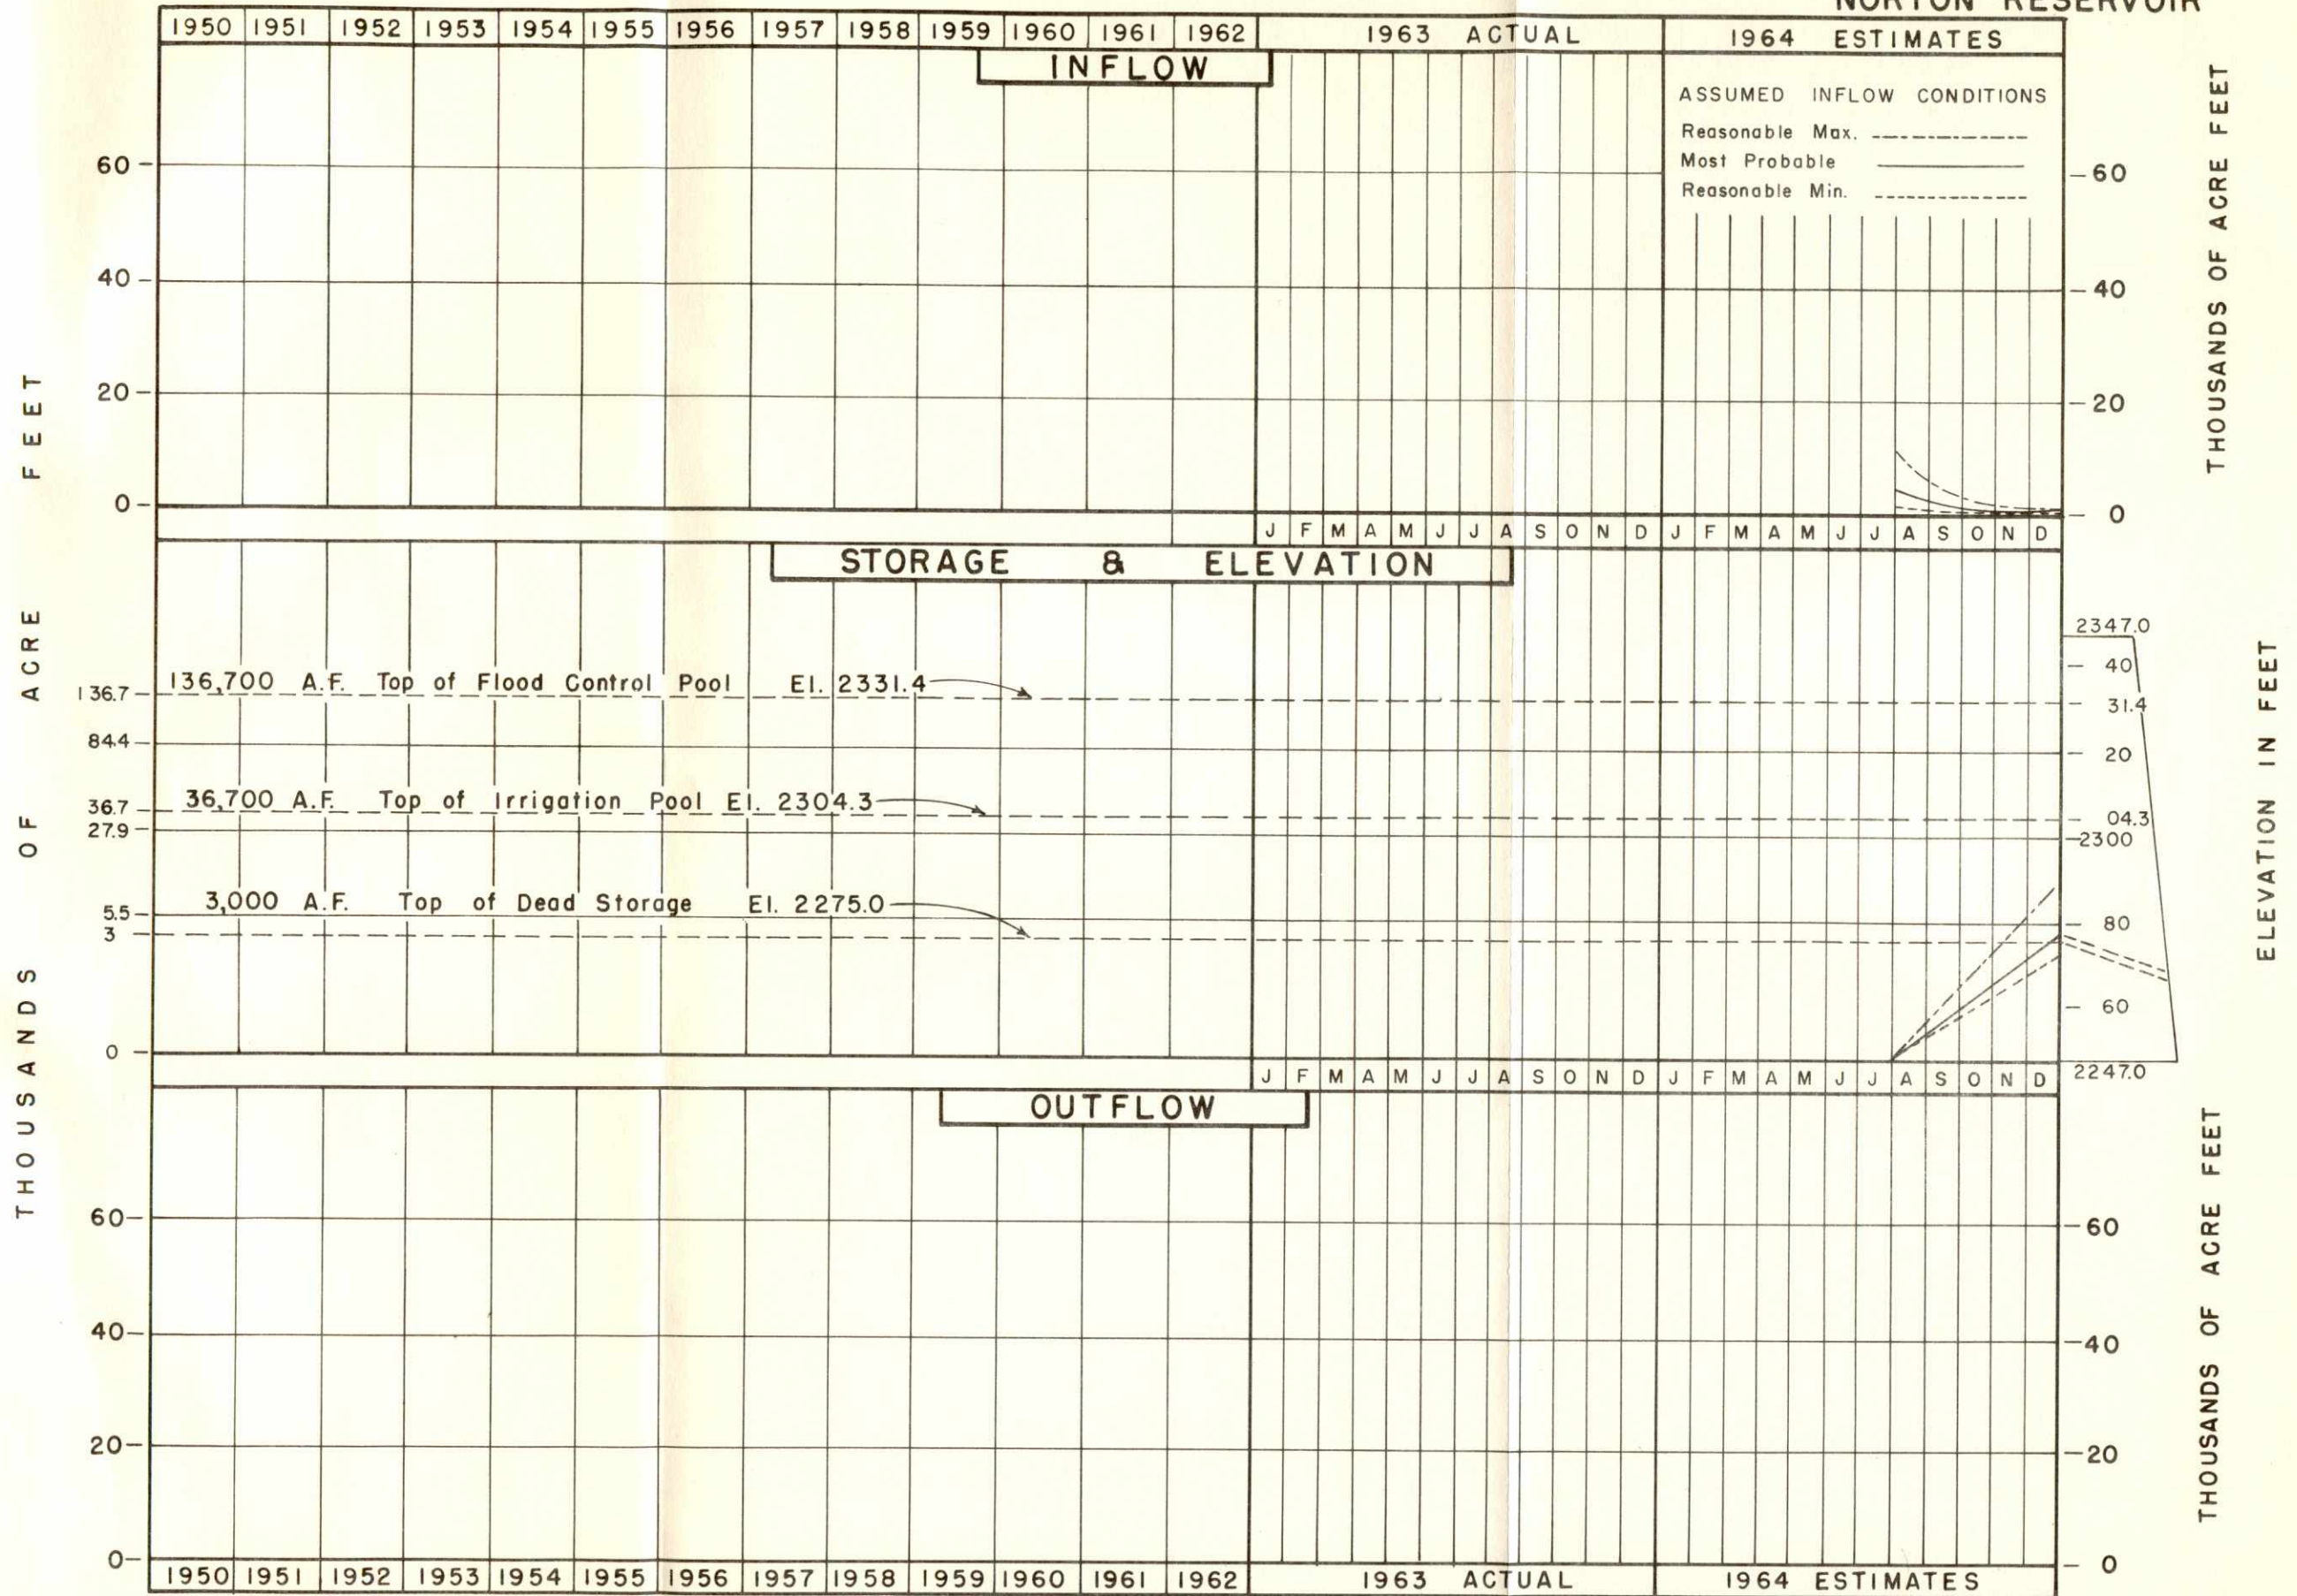 NORTON RESERVOIR
1950 1951 1952 1953 1954 1955 1956 1957 1958 1959 1960 1961 1962 1963 ACTUAL 1964 ESTIMATES
INFLOW
ASSUMED INFLOW CONDITIONS
Reasonable Max.
Most Probable
Reasonable Min.
60
40
20
0
60
40
20
0
THOUSANDS OF ACRE FEET
J F M A M J J A S O N D J F M A M J J A S O N D
STORAGE & ELEVATION
136,700 A.F. Top of Flood Control Pool El. 2331.4
36,700 A.F. Top of Irrigation Pool El. 2304.3
3,000 A.F. Top of Dead Storage El. 2275.0
136.7
84.4
36.7
27.9
5.5
3
0
2347.0
40
31.4
20
04.3
2300
80
60
2247.0
ELEVATION IN FEET
THOUSANDS OF ACRE FEET
J F M A M J J A S O N D J F M A M J J A S O N D
OUTFLOW
60
40
20
0
60
40
20
0
THOUSANDS OF ACRE FEET
1950 1951 1952 1953 1954 1955 1956 1957 1958 1959 1960 1961 1962 1963 ACTUAL 1964 ESTIMATES